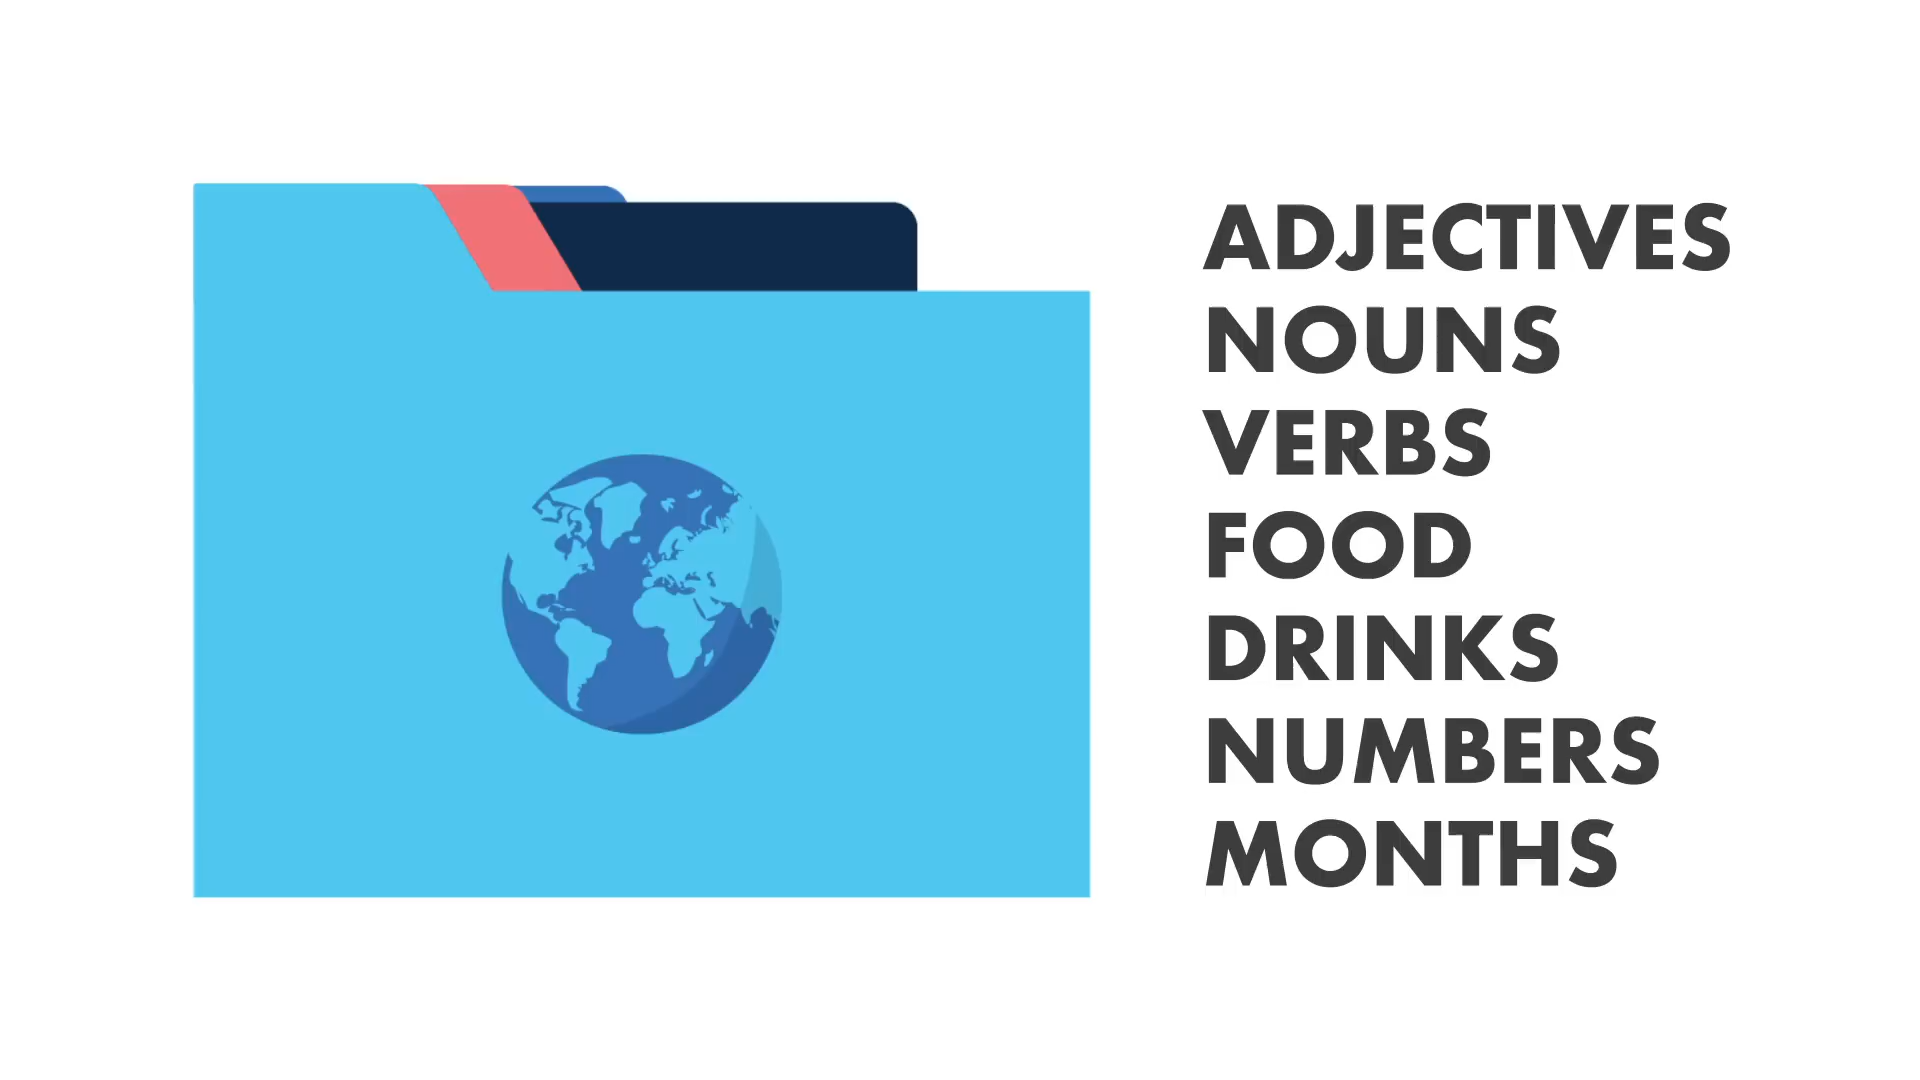 ADJECTIVES
NOUNS
VERBS
FOOD
DRINKS
NUMBERS
MONTHS